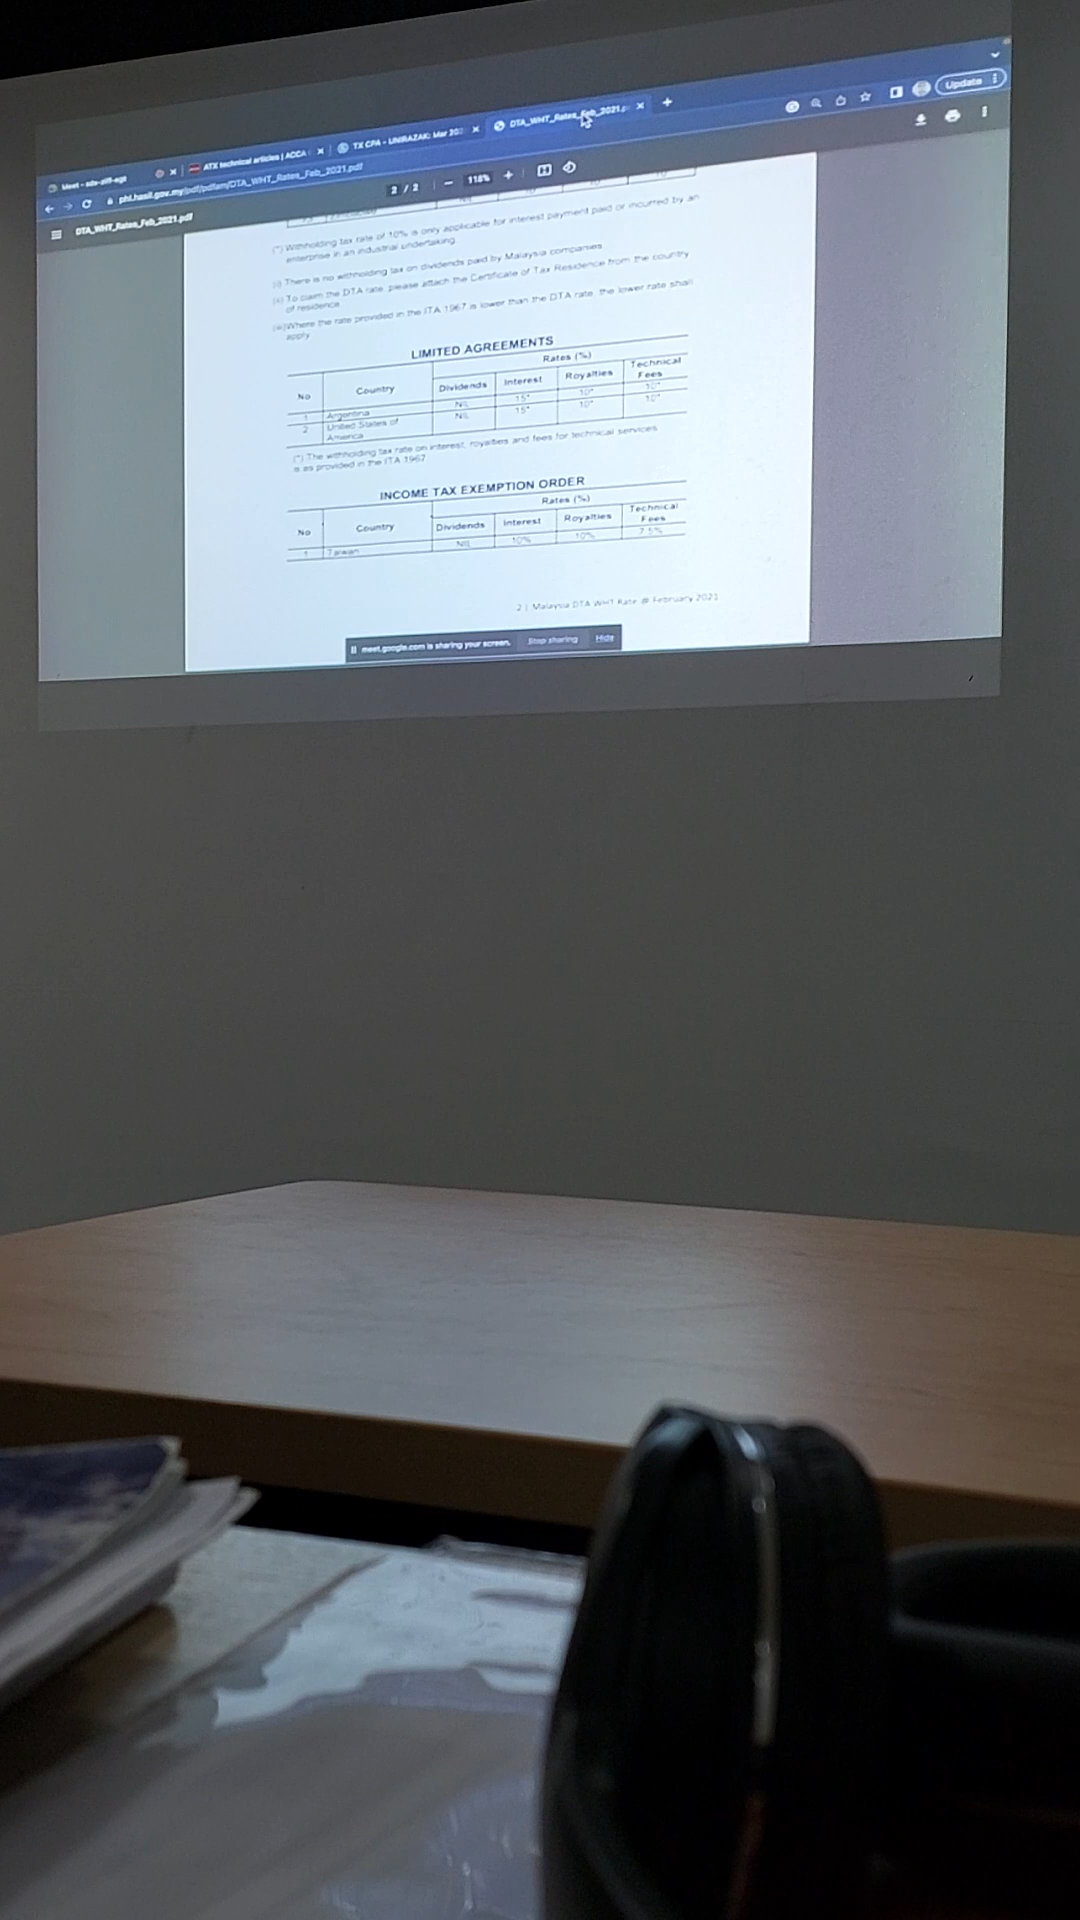 Update
Meet - sds-siff-egs
ATX technical articles | ACCA
TX CPA - UNIRAZAK: Mar 202
DTA_WHT_Rates_Feb_2021.p
phl.hasil.gov.my/pdf/pdfam/DTA_WHT_Rates_Feb_2021.pdf
DTA_WHT_Rates_Feb_2021.pdf
2 / 2
118%
(*) Withholding tax rate of 10% is only applicable for interest payment paid or incurred by an
enterprise in an industrial undertaking.
(i) There is no withholding tax on dividends paid by Malaysia companies
(ii) To claim the DTA rate, please attach the Certificate of Tax Residence from the country
of residence.
(iii) Where the rate provided in the ITA 1967 is lower than the DTA rate, the lower rate shall
apply
LIMITED AGREEMENTS
No Country Rates (%)
Dividends Interest Royalties Technical Fees
1 Argentina NIL 15* 10* 10*
2 United States of America NIL 15* 10* 10*
(*) The withholding tax rate on interest, royalties and fees for technical services
is as provided in the ITA 1967.
INCOME TAX EXEMPTION ORDER
No Country Rates (%)
Dividends Interest Royalties Technical Fees
1 Taiwan NIL 10% 10% 7.5%
2 | Malaysia DTA WHT Rate @ February 2021
meet.google.com is sharing your screen. Stop sharing Hide